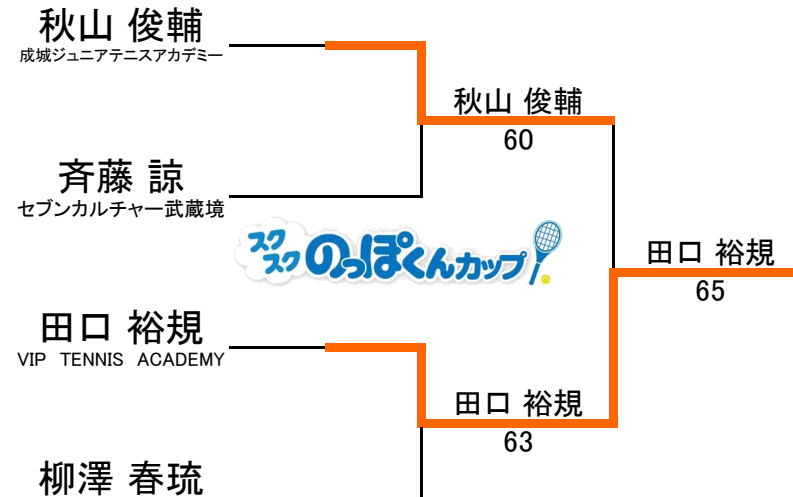 秋山 俊輔
成城ジュニアテニスアカデミー
秋山 俊輔
60
斉藤 諒
セブンカルチャー武蔵境
スクスク のっぽくんカップ
田口 裕規
65
田口 裕規
VIP TENNIS ACADEMY
田口 裕規
63
柳澤 春琉